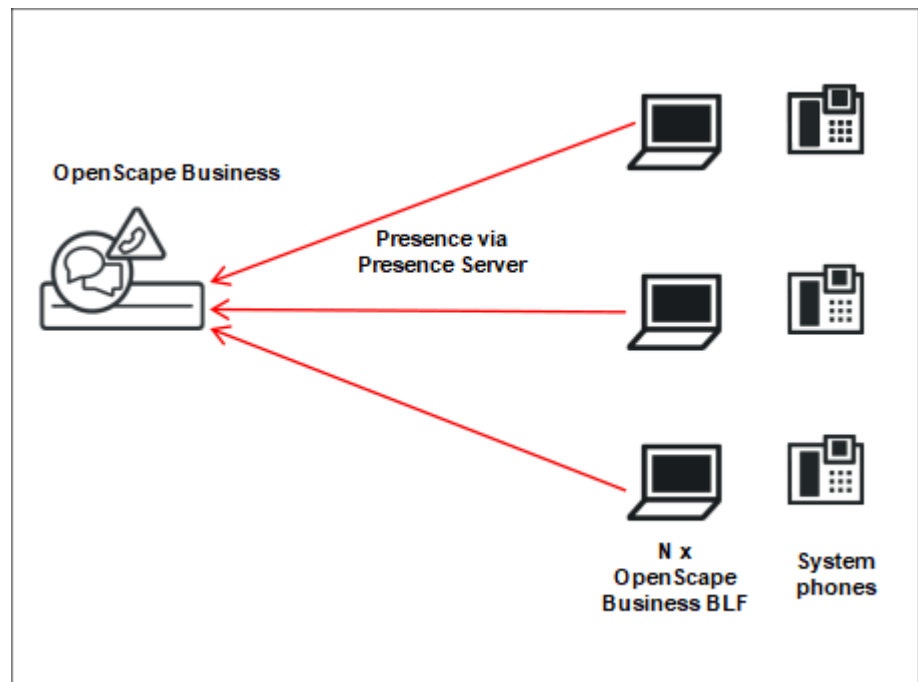 OpenScape Business
Presence via
Presence Server
N x
OpenScape
Business BLF
System
phones